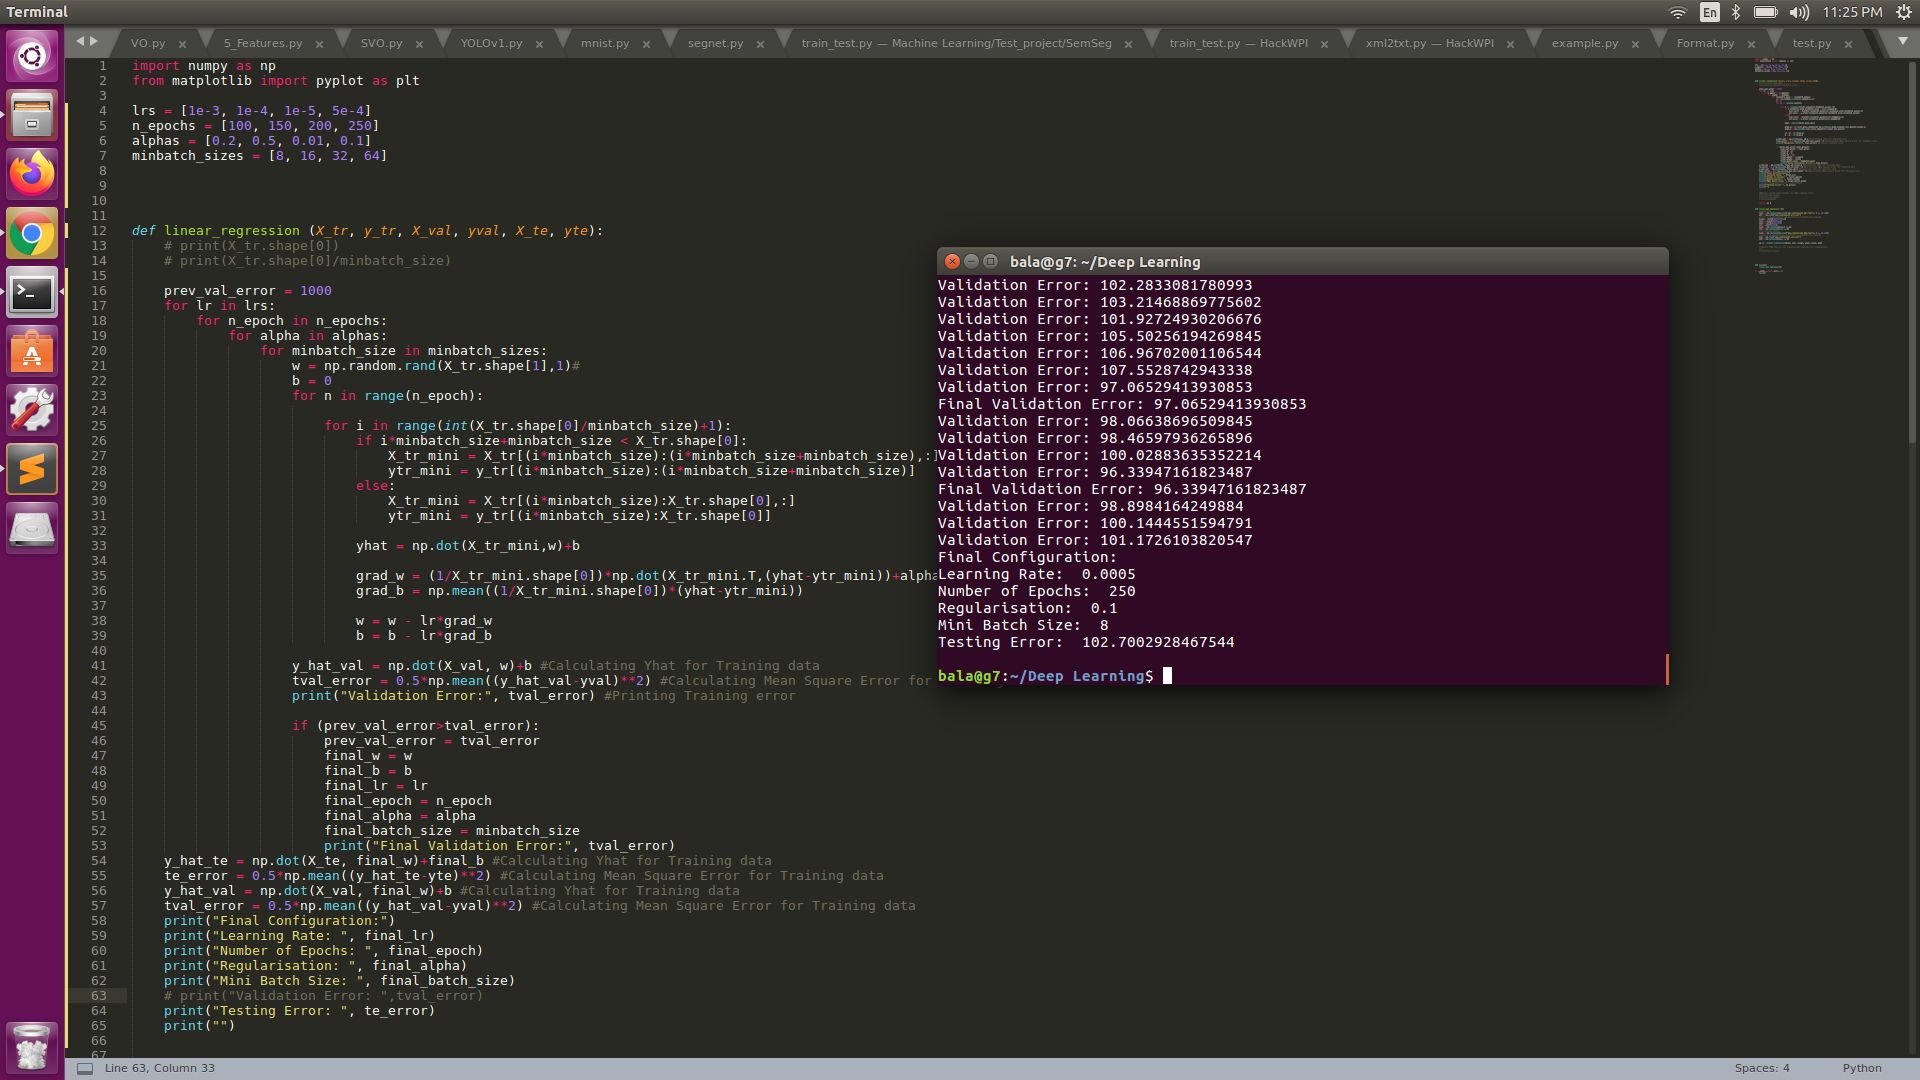 Terminal
En
11:25 PM
VO.py
5_Features.py
SVO.py
YOLOv1.py
mnist.py
segnet.py
train_test.py — Machine Learning/Test_project/SemSeg
train_test.py — HackWPI
xml2txt.py — HackWPI
example.py
Format.py
test.py
1 import numpy as np
2 from matplotlib import pyplot as plt
3
4 lrs = [1e-3, 1e-4, 1e-5, 5e-4]
5 n_epochs = [100, 150, 200, 250]
6 alphas = [0.2, 0.5, 0.01, 0.1]
7 minbatch_sizes = [8, 16, 32, 64]
8
9
10
11
12 def linear_regression (X_tr, y_tr, X_val, yval, X_te, yte):
13 # print(X_tr.shape[0])
14 # print(X_tr.shape[0]/minbatch_size)
15
16 prev_val_error = 1000
17 for lr in lrs:
18 for n_epoch in n_epochs:
19 for alpha in alphas:
20 for minbatch_size in minbatch_sizes:
21 w = np.random.rand(X_tr.shape[1],1)#
22 b = 0
23 for n in range(n_epoch):
24
25 for i in range(int(X_tr.shape[0]/minbatch_size)+1):
26 if i*minbatch_size+minbatch_size < X_tr.shape[0]:
27 X_tr_mini = X_tr[(i*minbatch_size):(i*minbatch_size+minbatch_size),:]
28 ytr_mini = y_tr[(i*minbatch_size):(i*minbatch_size+minbatch_size)]
29 else:
30 X_tr_mini = X_tr[(i*minbatch_size):X_tr.shape[0],:]
31 ytr_mini = y_tr[(i*minbatch_size):X_tr.shape[0]]
32
33 yhat = np.dot(X_tr_mini,w)+b
34
35 grad_w = (1/X_tr_mini.shape[0])*np.dot(X_tr_mini.T,(yhat-ytr_mini))+alpha
36 grad_b = np.mean((1/X_tr_mini.shape[0])*(yhat-ytr_mini))
37
38 w = w - lr*grad_w
39 b = b - lr*grad_b
40
41 y_hat_val = np.dot(X_val, w)+b #Calculating Yhat for Training data
42 tval_error = 0.5*np.mean((y_hat_val-yval)**2) #Calculating Mean Square Error for
43 print("Validation Error:", tval_error) #Printing Training error
44
45 if (prev_val_error>tval_error):
46 prev_val_error = tval_error
47 final_w = w
48 final_b = b
49 final_lr = lr
50 final_epoch = n_epoch
51 final_alpha = alpha
52 final_batch_size = minbatch_size
53 print("Final Validation Error:", tval_error)
54 y_hat_te = np.dot(X_te, final_w)+final_b #Calculating Yhat for Training data
55 te_error = 0.5*np.mean((y_hat_te-yte)**2) #Calculating Mean Square Error for Training data
56 y_hat_val = np.dot(X_val, final_w)+b #Calculating Yhat for Training data
57 tval_error = 0.5*np.mean((y_hat_val-yval)**2) #Calculating Mean Square Error for Training data
58 print("Final Configuration:")
59 print("Learning Rate: ", final_lr)
60 print("Number of Epochs: ", final_epoch)
61 print("Regularisation: ", final_alpha)
62 print("Mini Batch Size: ", final_batch_size)
63 # print("Validation Error: ",tval_error)
64 print("Testing Error: ", te_error)
65 print("")
66
67
bala@g7: ~/Deep Learning
Validation Error: 102.2833081780993
Validation Error: 103.21468869775602
Validation Error: 101.92724930206676
Validation Error: 105.50256194269845
Validation Error: 106.96702001106544
Validation Error: 107.5528742943338
Validation Error: 97.06529413930853
Final Validation Error: 97.06529413930853
Validation Error: 98.06638696509845
Validation Error: 98.46597936265896
Validation Error: 100.02883635352214
Validation Error: 96.33947161823487
Final Validation Error: 96.33947161823487
Validation Error: 98.8984164249884
Validation Error: 100.1444551594791
Validation Error: 101.1726103820547
Final Configuration:
Learning Rate:  0.0005
Number of Epochs:  250
Regularisation:  0.1
Mini Batch Size:  8
Testing Error:  102.7002928467544
bala@g7:~/Deep Learning$
Line 63, Column 33
Spaces: 4
Python